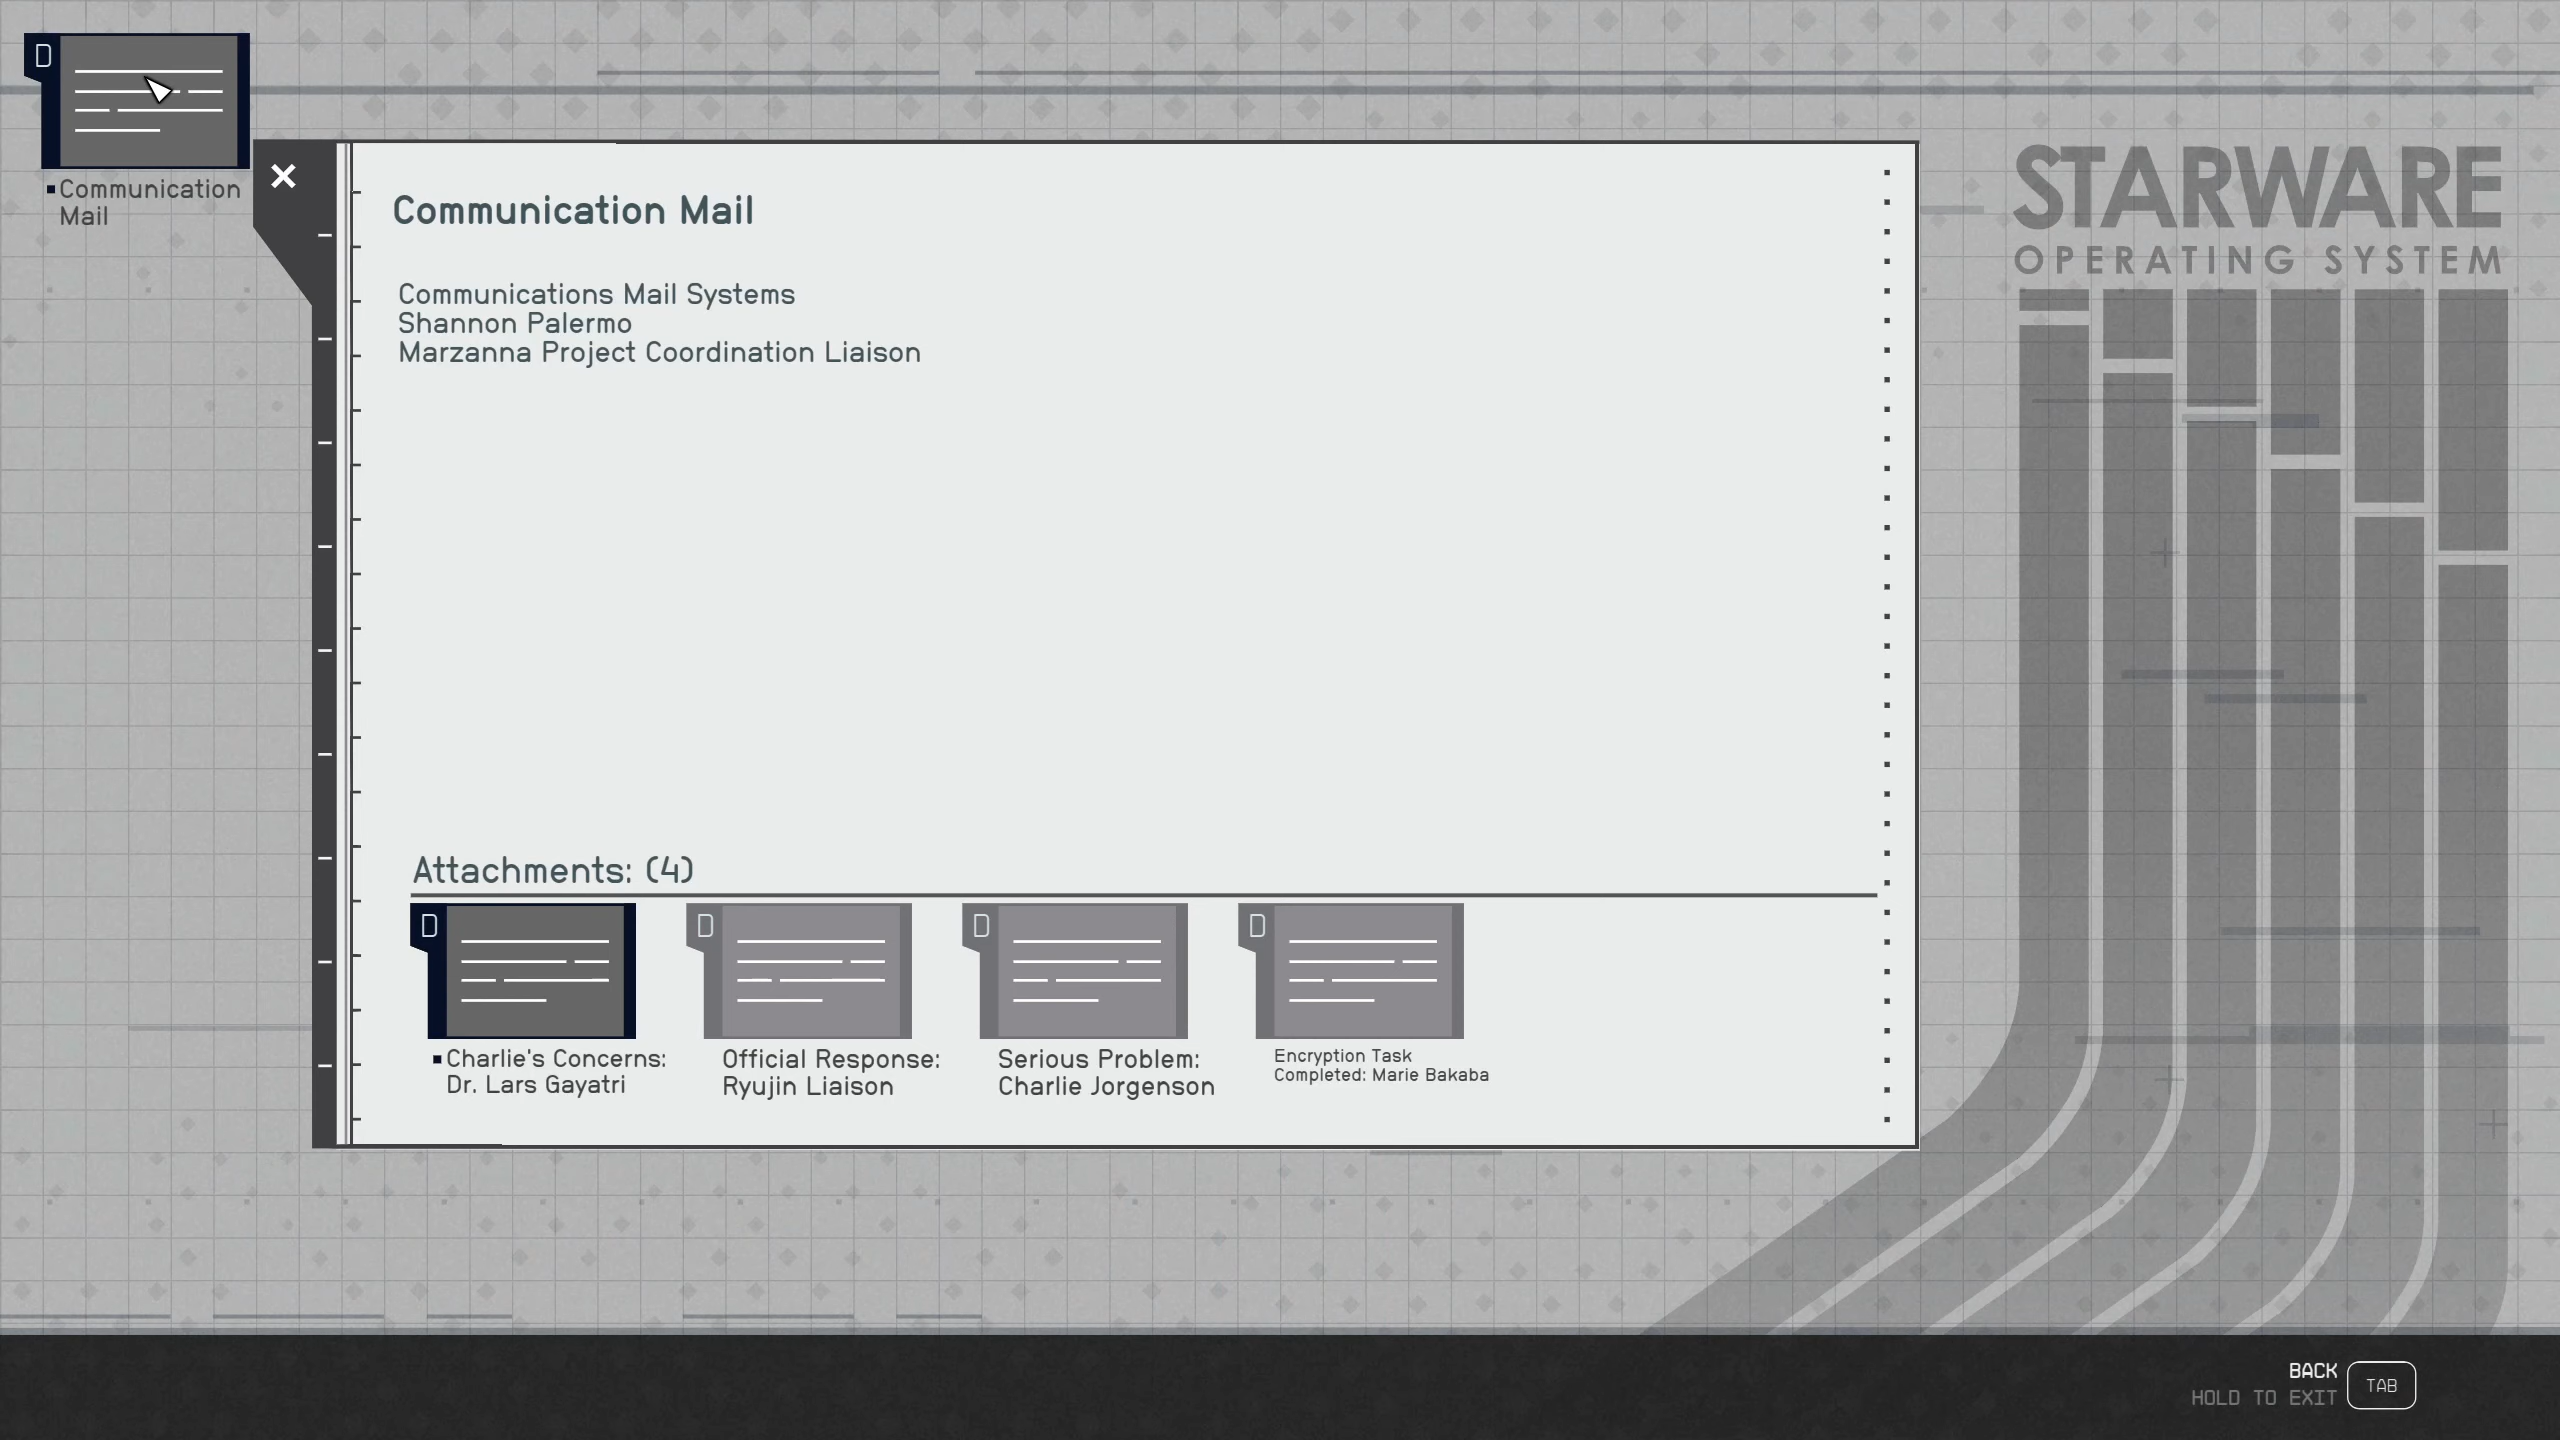 D
Communication
Mail
Communication Mail
Communications Mail Systems
Shannon Palermo
Marzanna Project Coordination Liaison
Attachments: (4)
D
D
D
D
Charlie's Concerns:
Dr. Lars Gayatri
Official Response:
Ryujin Liaison
Serious Problem:
Charlie Jorgenson
Encryption Task
Completed: Marie Bakaba
STARWARE
OPERATING SYSTEM
BACK
HOLD TO EXIT
TAB